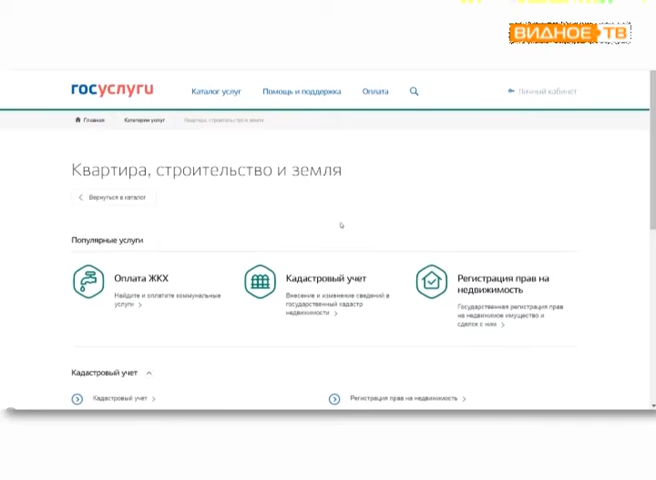 ВИДНОЕ ТВ
госуслуги
Каталог услуг
Помощь и поддержка
Оплата
Личный кабинет
Главная
Категории услуг
Квартира, строительство и земля
Квартира, строительство и земля
Вернуться в каталог
Популярные услуги
Оплата ЖКХ
Найдите и оплатите коммунальные
услуги
Кадастровый учет
Внесение и изменение сведений в
государственный кадастр
недвижимости
Регистрация прав на
недвижимость
Государственная регистрация прав
на недвижимое имущество и
сделок с ним
Кадастровый учет
Кадастровый учет
Регистрация прав на недвижимость